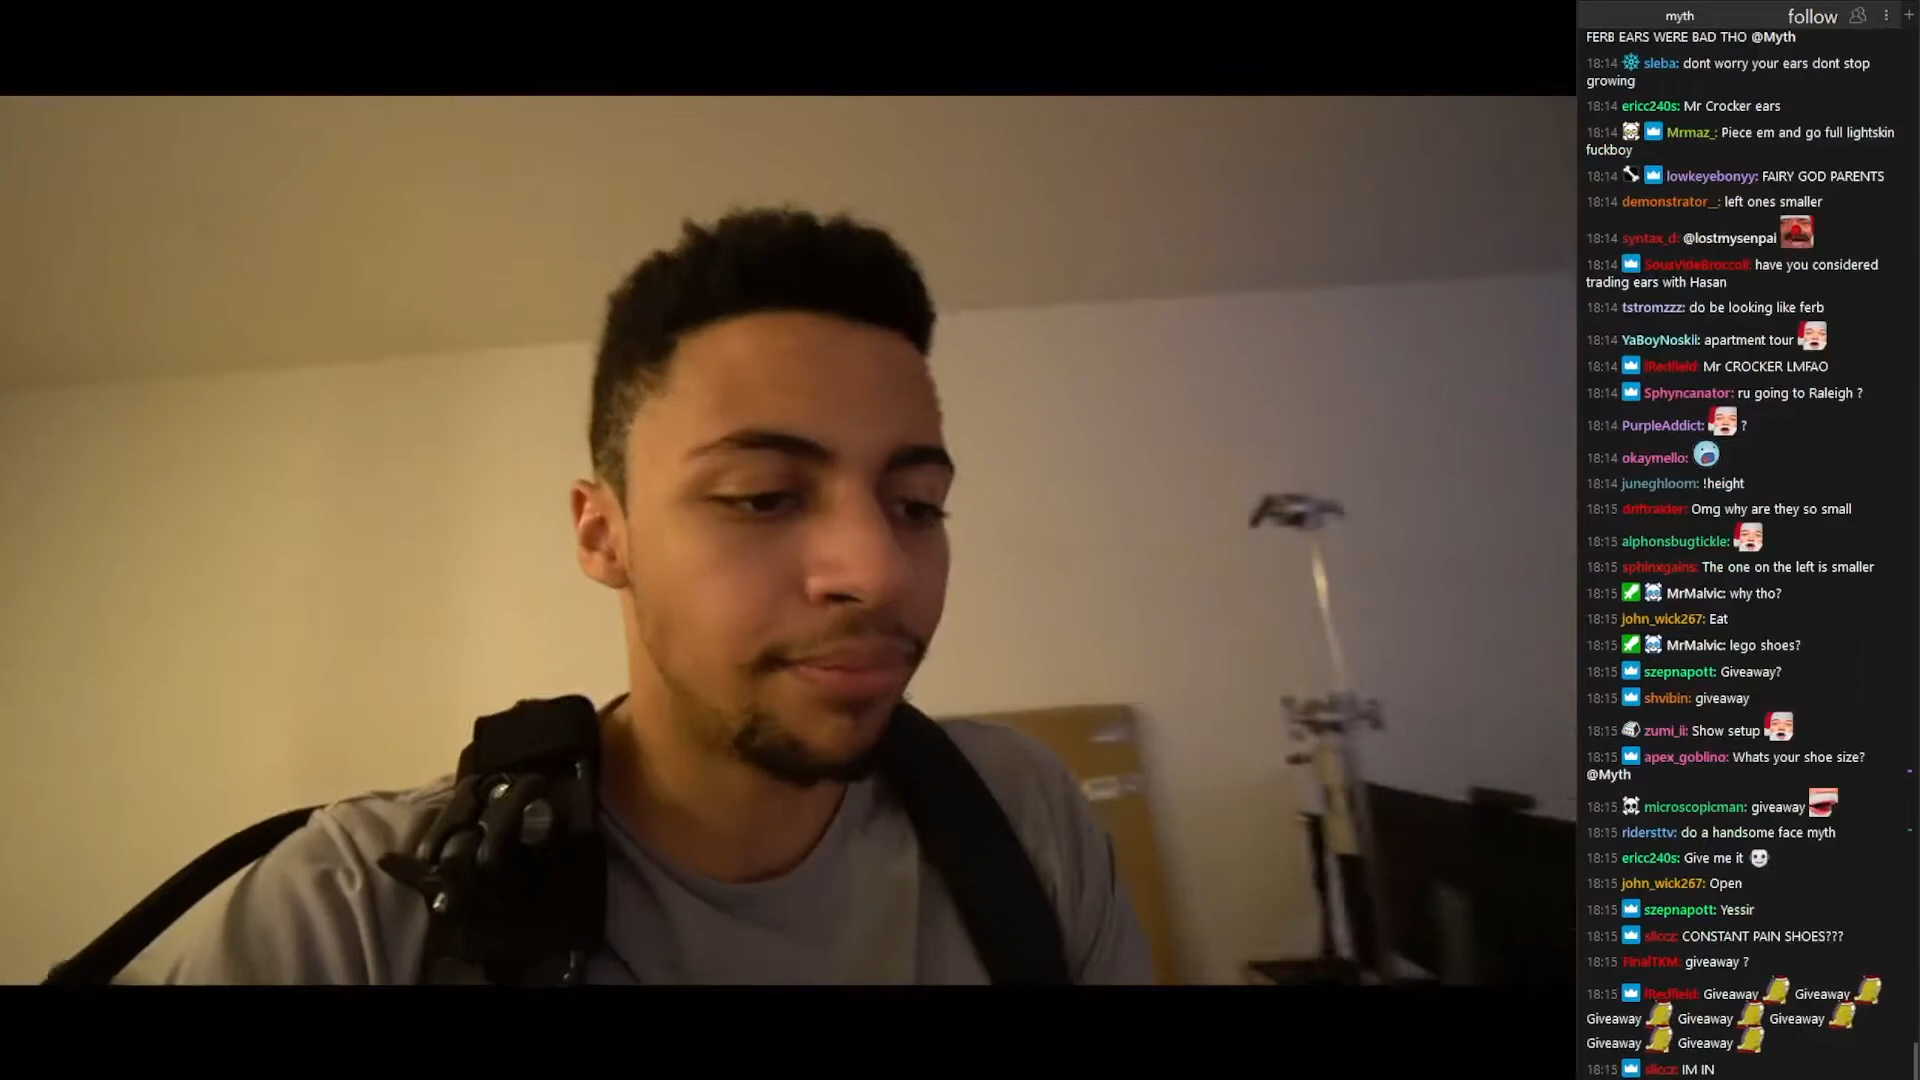 myth
follow
FERB EARS WERE BAD THO @Myth
18:14 sleba: dont worry your ears dont stop
growing
18:14 ericc240s: Mr Crocker ears
18:14 Mrmaz_: Piece em and go full lightskin
fuckboy
18:14 lowkeyebonyy: FAIRY GOD PARENTS
18:14 demonstrator__: left ones smaller
18:14 syntax_d: @lostmysenpai
18:14 SousVideBroccoli: have you considered
trading ears with Hasan
18:14 tstromzzz: do be looking like ferb
18:14 YaBoyNoskii: apartment tour
18:14 lRedfield: Mr CROCKER LMFAO
18:14 Sphyncanator: ru going to Raleigh ?
18:14 PurpleAddict: ?
18:14 okaymello:
18:14 juneghloom: !height
18:15 driftraider: Omg why are they so small
18:15 alphonsbugtickle:
18:15 sphinxgains: The one on the left is smaller
18:15 MrMalvic: why tho?
18:15 john_wick267: Eat
18:15 MrMalvic: lego shoes?
18:15 szepnapott: Giveaway?
18:15 shvibin: giveaway
18:15 zumi_ii: Show setup
18:15 apex_goblino: Whats your shoe size?
@Myth
18:15 microscopicman: giveaway
18:15 ridersttv: do a handsome face myth
18:15 ericc240s: Give me it
18:15 john_wick267: Open
18:15 szepnapott: Yessir
18:15 sliccz: CONSTANT PAIN SHOES???
18:15 FinalTKM: giveaway ?
18:15 lRedfield: Giveaway Giveaway
Giveaway Giveaway Giveaway
Giveaway Giveaway
18:15 sliccz: IM IN